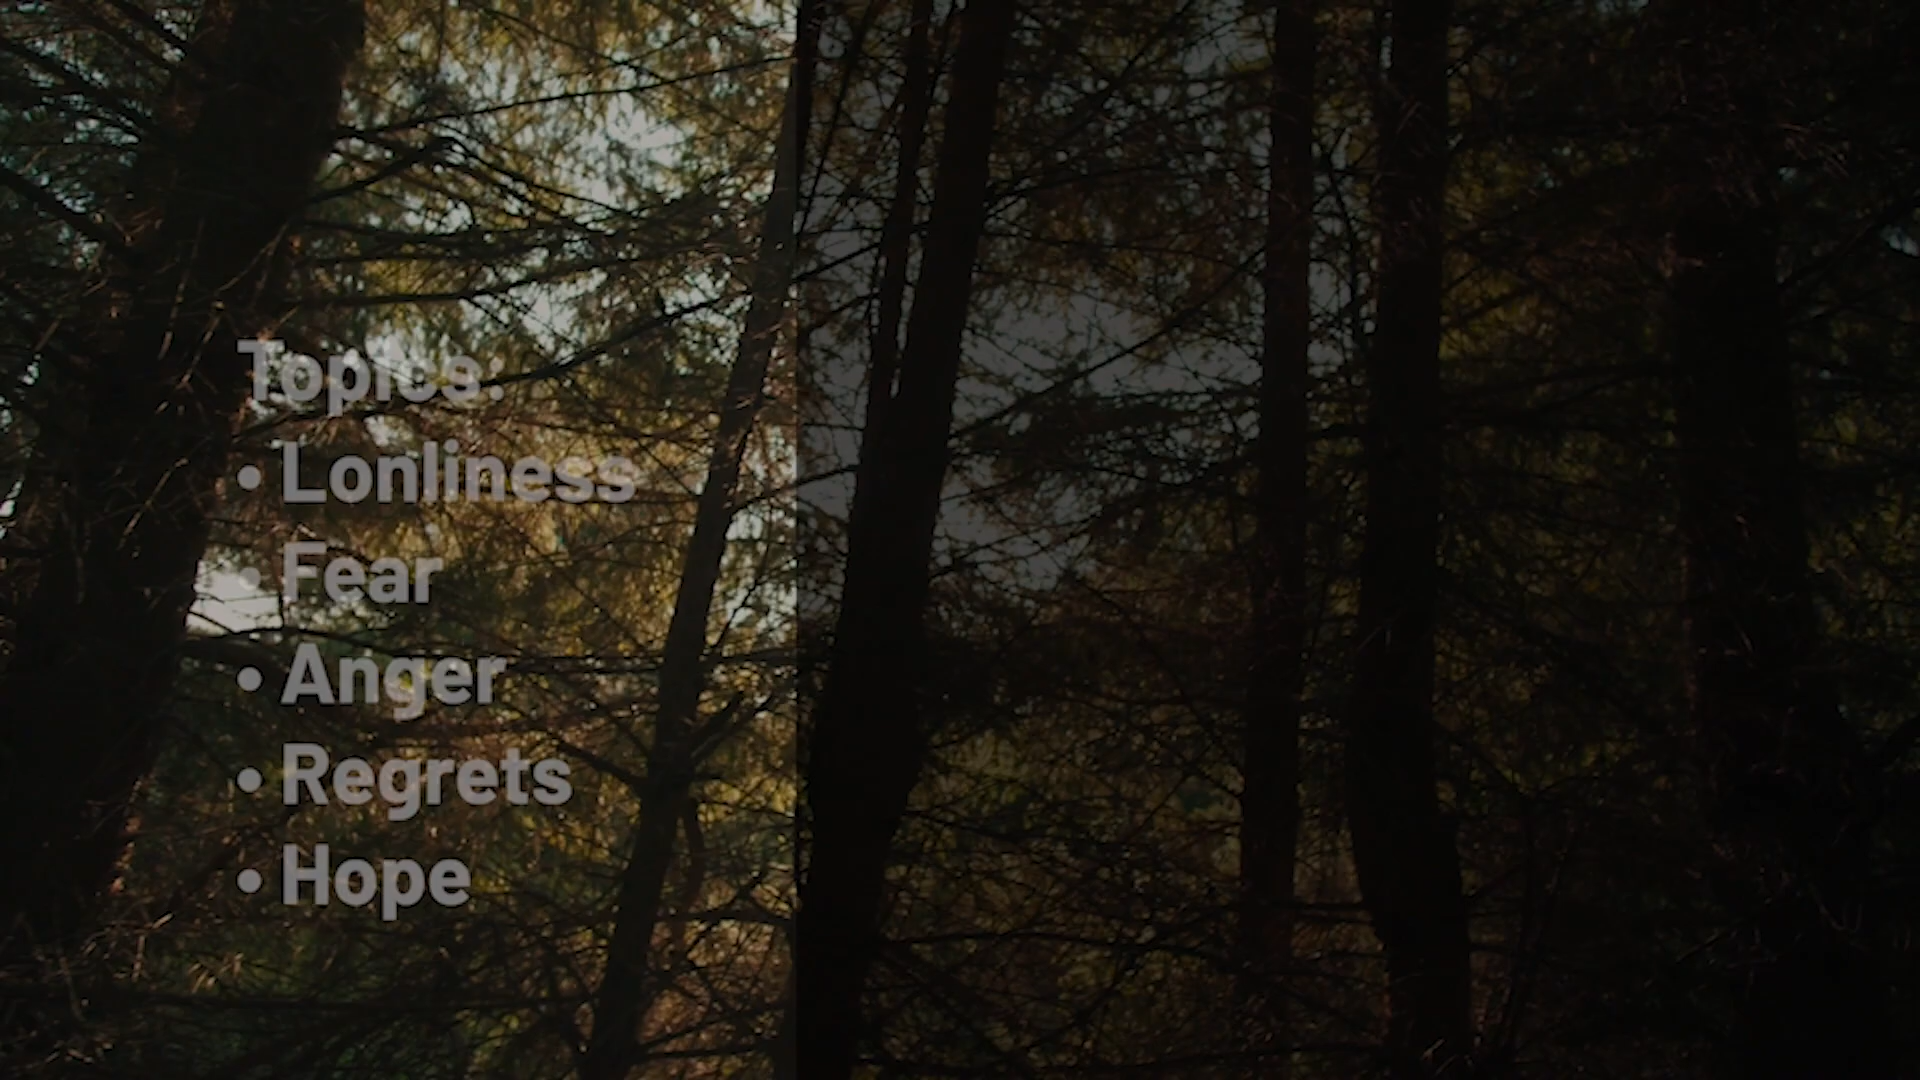 Topics:
• Lonliness
• Fear
• Anger
• Regrets
• Hope